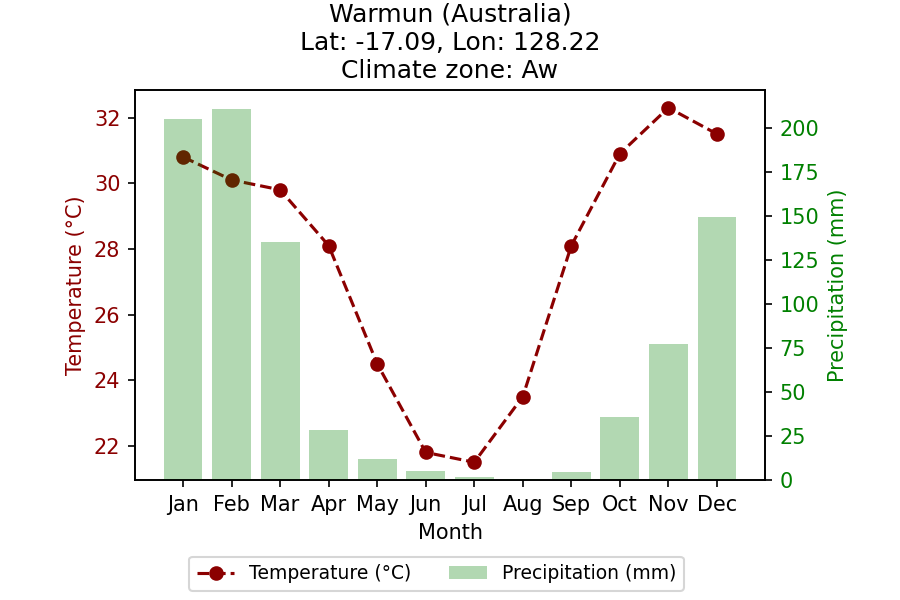 Warmun (Australia)
Lat: -17.09, Lon: 128.22
Climate zone: Aw
Temperature (°C)
32
30
28
26
24
22
Precipitation (mm)
200
175
150
125
100
75
50
25
0
Jan Feb Mar Apr May Jun Jul Aug Sep Oct Nov Dec
Month
Temperature (°C) Precipitation (mm)